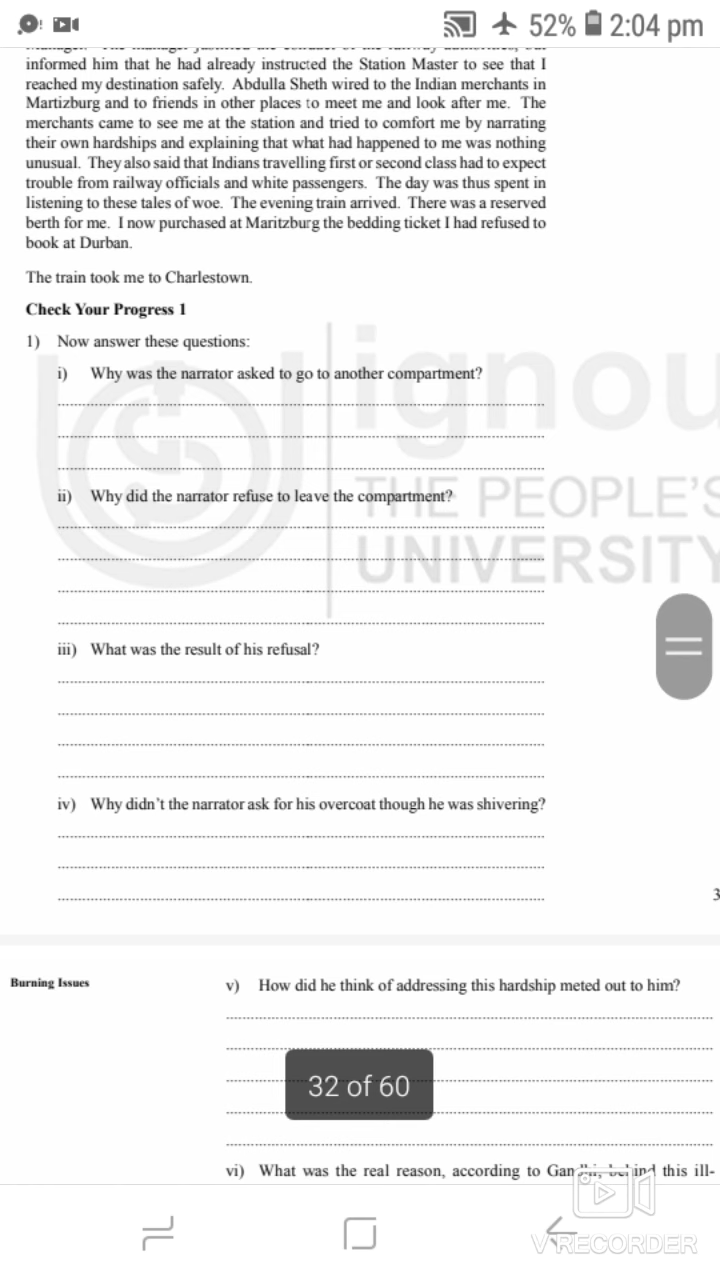 52% 2:04 pm
informed him that he had already instructed the Station Master to see that I
reached my destination safely. Abdulla Sheth wired to the Indian merchants in
Martizburg and to friends in other places to meet me and look after me. The
merchants came to see me at the station and tried to comfort me by narrating
their own hardships and explaining that what had happened to me was nothing
unusual. They also said that Indians travelling first or second class had to expect
trouble from railway officials and white passengers. The day was thus spent in
listening to these tales of woe. The evening train arrived. There was a reserved
berth for me. I now purchased at Maritzburg the bedding ticket I had refused to
book at Durban.
The train took me to Charlestown.
Check Your Progress 1
1) Now answer these questions:
i) Why was the narrator asked to go to another compartment?
ii) Why did the narrator refuse to leave the compartment?
iii) What was the result of his refusal?
iv) Why didn't the narrator ask for his overcoat though he was shivering?
3
ignou
THE PEOPLE'S
UNIVERSITY
Burning Issues
v) How did he think of addressing this hardship meted out to him?
32 of 60
vi) What was the real reason, according to Gandhi, behind this ill-
V RECORDER